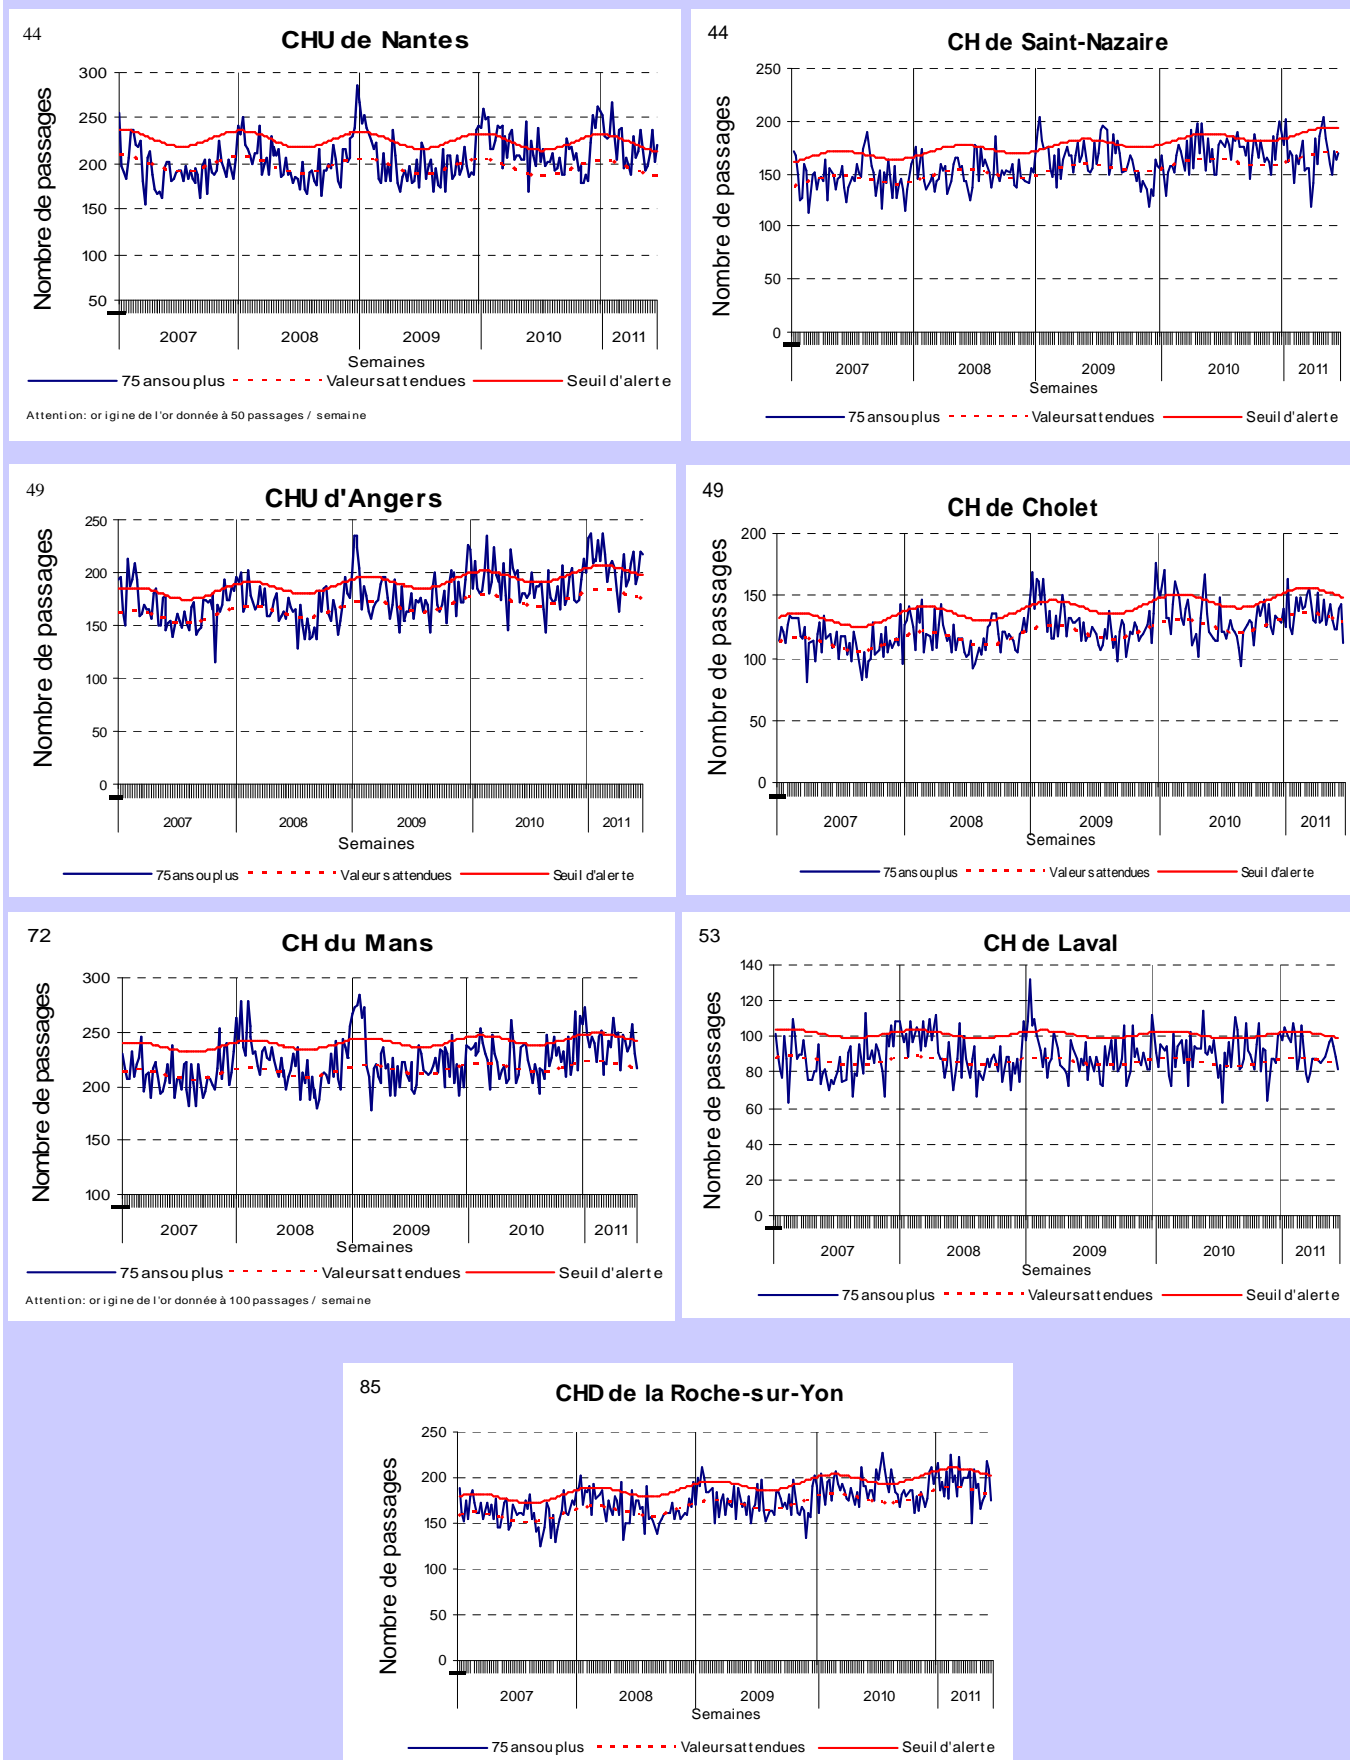 44
CHU de Nantes
Nombre de passages
300
250
200
150
100
50
2007 2008 2009 2010 2011
Semaines
75 ans ou plus Valeurs attendues Seuil d'alerte
Attention: origine de l'ordonnée à 50 passages / semaine
44
CH de Saint-Nazaire
Nombre de passages
250
200
150
100
50
0
2007 2008 2009 2010 2011
Semaines
75 ans ou plus Valeurs attendues Seuil d'alerte
49
CHU d'Angers
Nombre de passages
250
200
150
100
50
0
2007 2008 2009 2010 2011
Semaines
75 ans ou plus Valeurs attendues Seuil d'alerte
49
CH de Cholet
Nombre de passages
200
150
100
50
0
2007 2008 2009 2010 2011
Semaines
75 ans ou plus Valeurs attendues Seuil d'alerte
72
CH du Mans
Nombre de passages
300
250
200
150
100
2007 2008 2009 2010 2011
Semaines
75 ans ou plus Valeurs attendues Seuil d'alerte
Attention: origine de l'ordonnée à 100 passages / semaine
53
CH de Laval
Nombre de passages
140
120
100
80
60
40
20
0
2007 2008 2009 2010 2011
Semaines
75 ans ou plus Valeurs attendues Seuil d'alerte
85
CHD de la Roche-sur-Yon
Nombre de passages
250
200
150
100
50
0
2007 2008 2009 2010 2011
Semaines
75 ans ou plus Valeurs attendues Seuil d'alerte